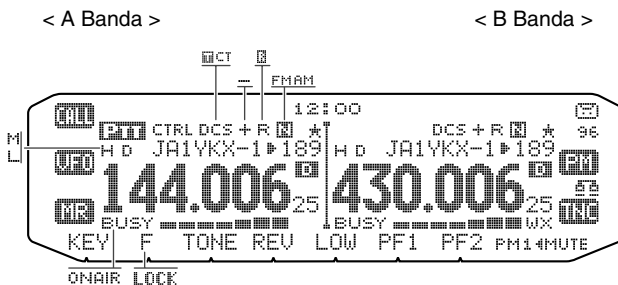 < A Banda > < B Banda >
T CT – R FM AM
12:00
CALL PTT CTRL DCS + R N ★ DCS + R N ★ 96
M H D JA1YKX-1▶189 H D JA1YKX-1▶189 PM
L
VFO 144.006 25 D 430.006 25 D
MR BUSY BUSY WX TNC
KEY F TONE REV LOW PF1 PF2 PM1◀MUTE
ONAIR LOCK